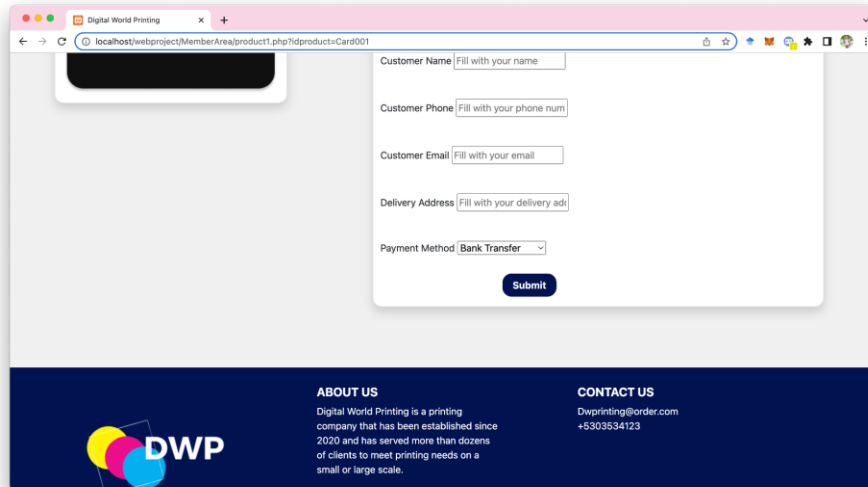 Digital World Printing
localhost/webproject/MemberArea/product1.php?idproduct=Card001
Customer Name Fill with your name
Customer Phone Fill with your phone num
Customer Email Fill with your email
Delivery Address Fill with your delivery add
Payment Method Bank Transfer
Submit
DWP
ABOUT US
Digital World Printing is a printing
company that has been established since
2020 and has served more than dozens
of clients to meet printing needs on a
small or large scale.
CONTACT US
Dwprinting@order.com
+5303534123